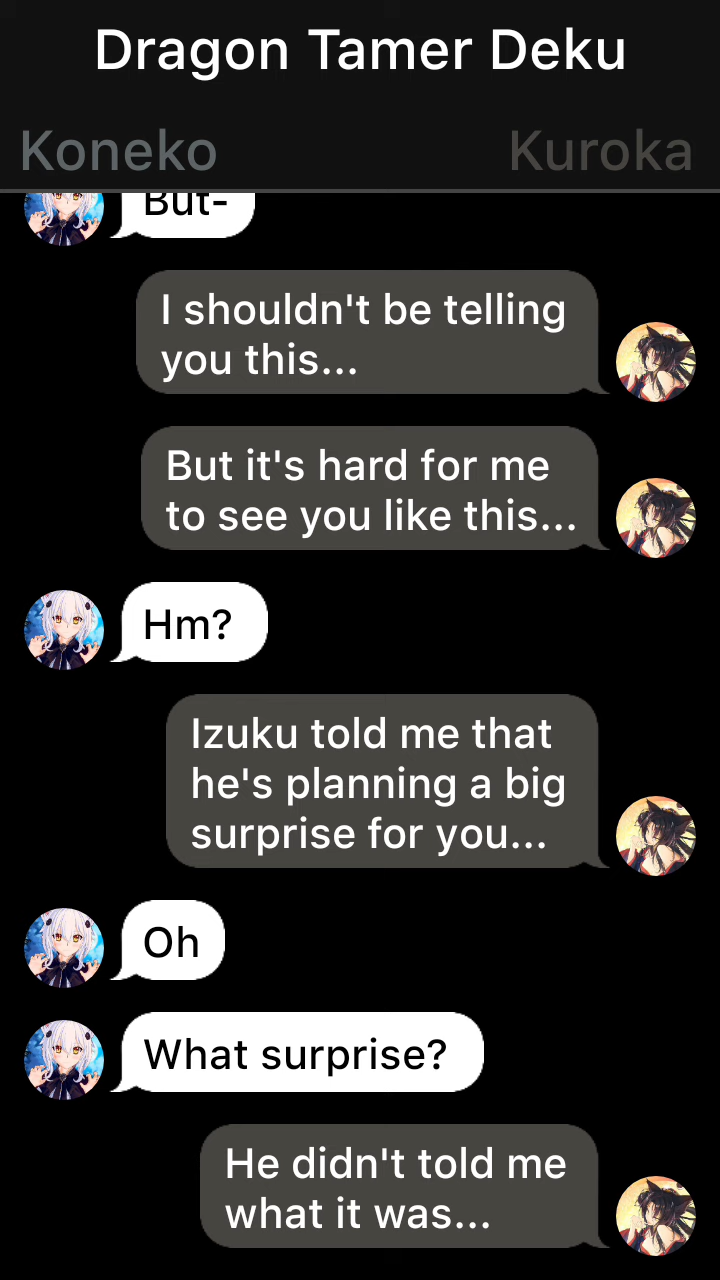 Dragon Tamer Deku
Koneko
Kuroka
But-
I shouldn't be telling
you this...
But it's hard for me
to see you like this...
Hm?
Izuku told me that
he's planning a big
surprise for you...
Oh
What surprise?
He didn't told me
what it was...